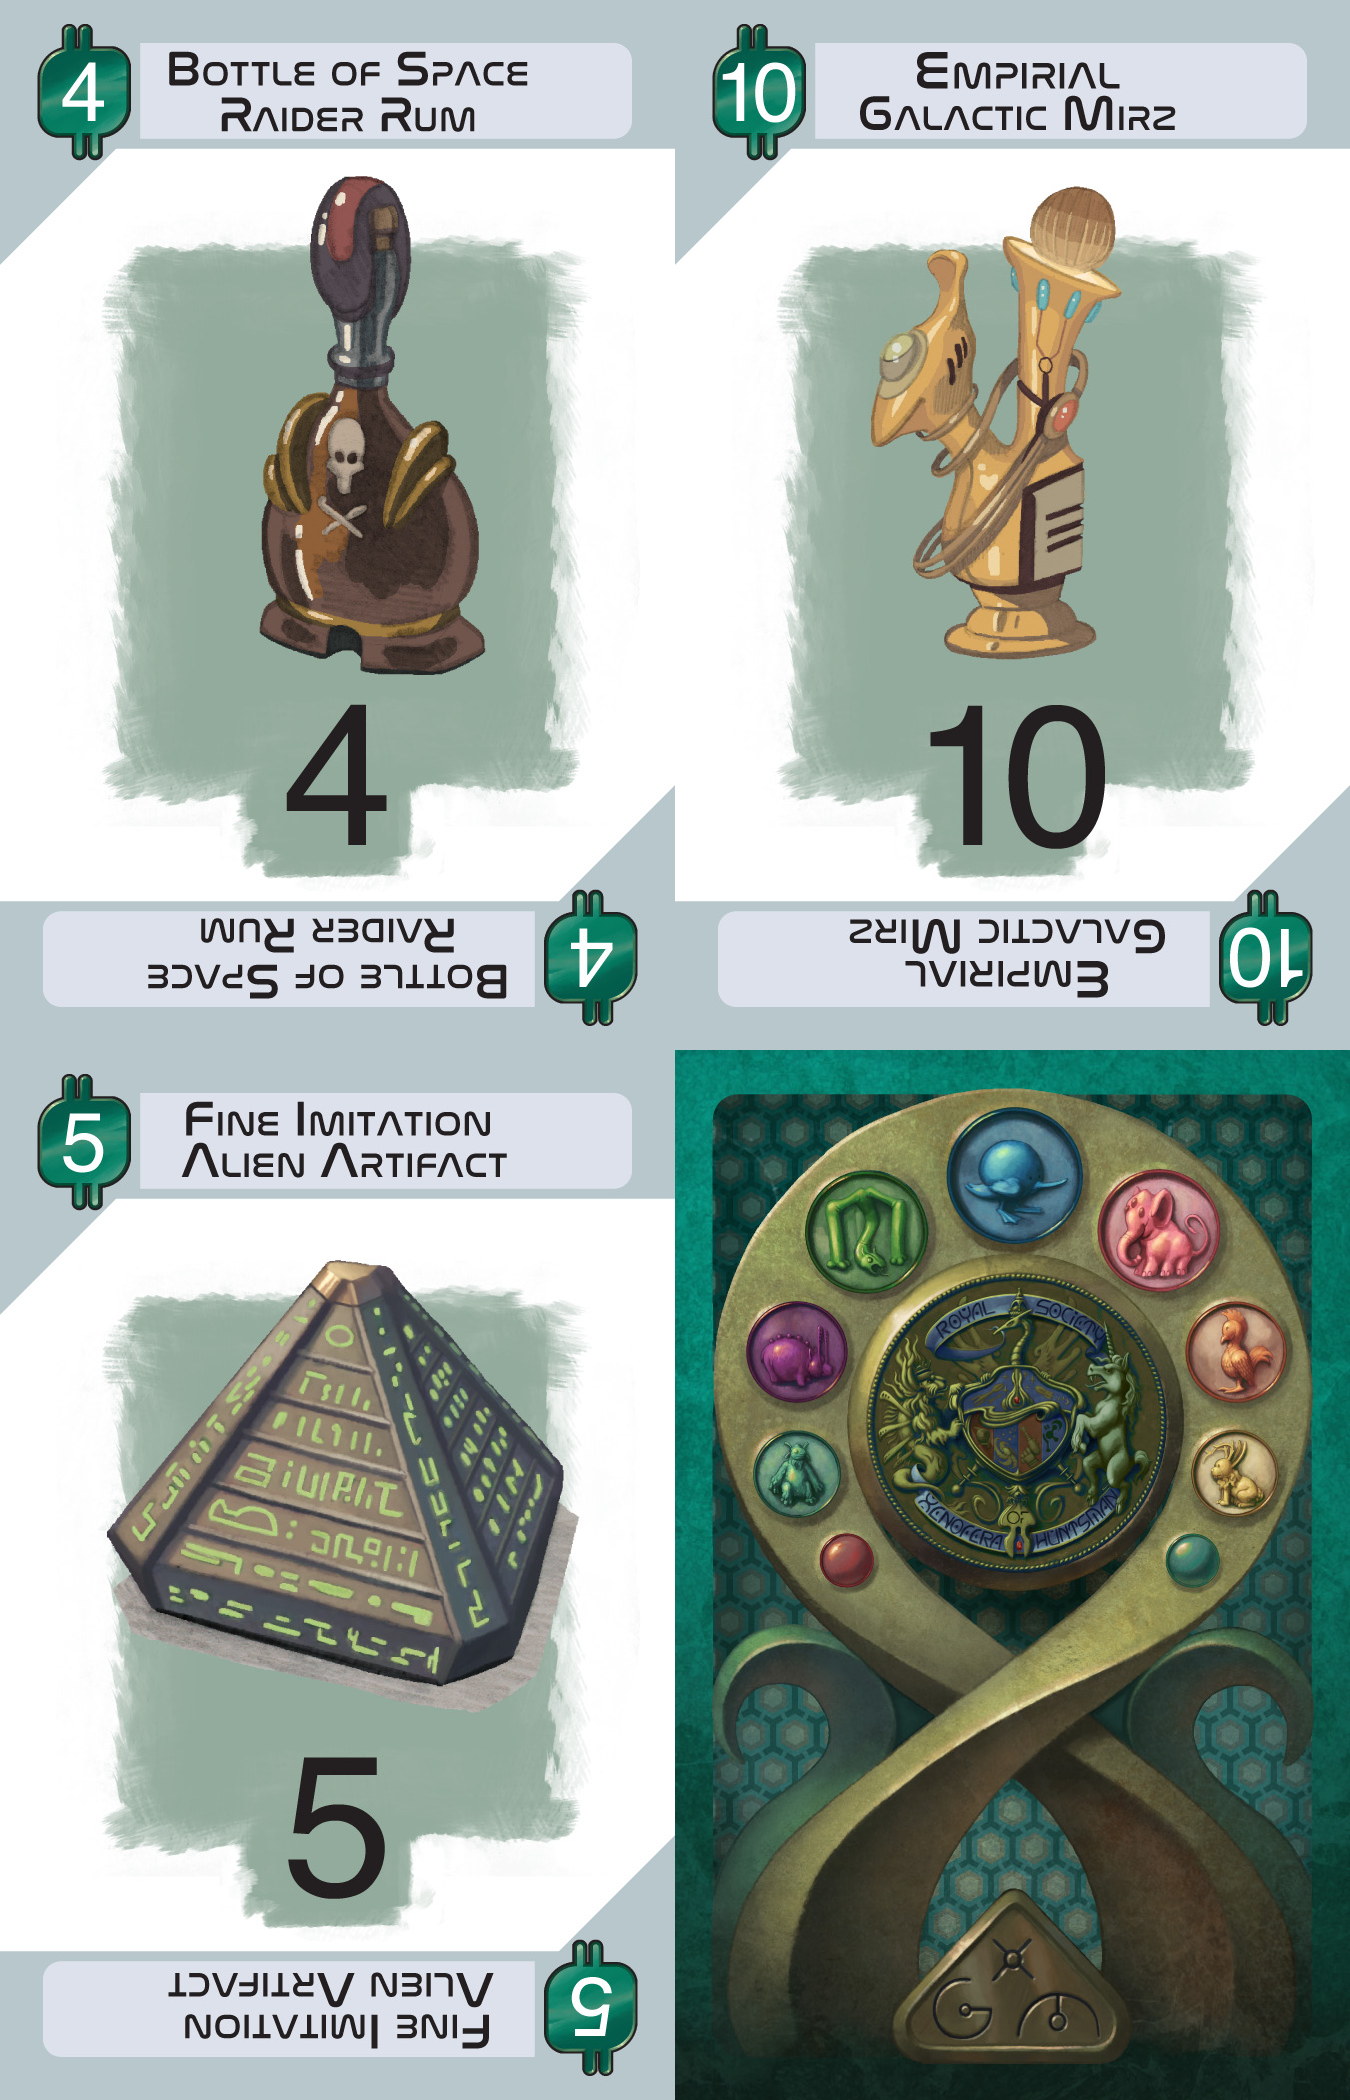 4
Bottle of Space
Raider Rum
4
Bottle of Space
Raider Rum
4
10
Empirial
Galactic Mirz
10
Empirial
Galactic Mirz
10
5
Fine Imitation
Alien Artifact
5
Fine Imitation
Alien Artifact
5
ROYAL SOCIETY
OF
XENOFERA HUNTSMAN